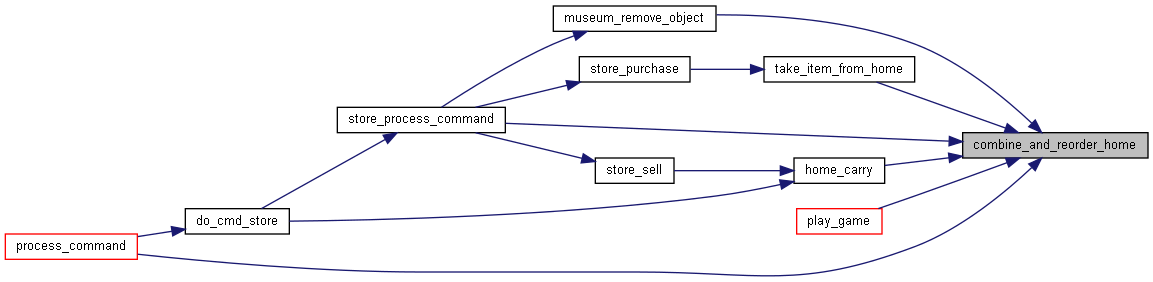 museum_remove_object
store_purchase
take_item_from_home
store_process_command
combine_and_reorder_home
store_sell
home_carry
do_cmd_store
play_game
process_command